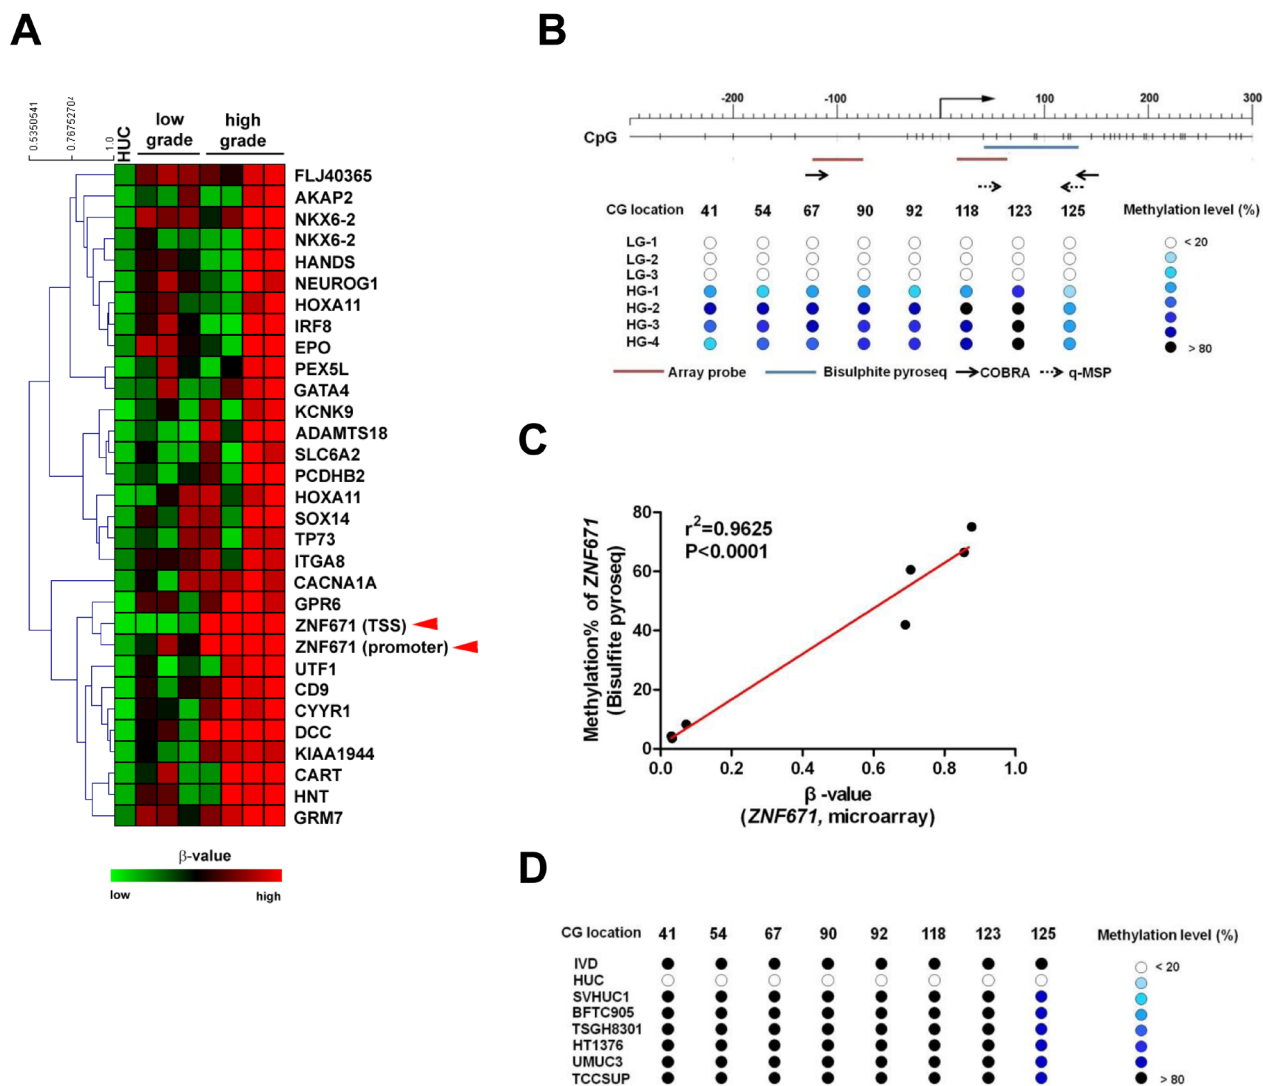 A
0.5350541
0.76752702
1.0
HUC
low grade
high grade
FLJ40365
AKAP2
NKX6-2
NKX6-2
HANDS
NEUROG1
HOXA11
IRF8
EPO
PEX5L
GATA4
KCNK9
ADAMTS18
SLC6A2
PCDHB2
HOXA11
SOX14
TP73
ITGA8
CACNA1A
GPR6
ZNF671 (TSS)
ZNF671 (promoter)
UTF1
CD9
CYYR1
DCC
KIAA1944
CART
HNT
GRM7
β-value
low high
B
-200 -100 100 200 300
CpG
CG location 41 54 67 90 92 118 123 125 Methylation level (%)
LG-1 < 20
LG-2
LG-3
HG-1
HG-2
HG-3
HG-4 > 80
Array probe Bisulphite pyroseq COBRA q-MSP
C
Methylation% of ZNF671
(Bisulfite pyroseq)
80
60
40
20
0
r²=0.9625
P<0.0001
0.0 0.2 0.4 0.6 0.8 1.0
β -value
(ZNF671, microarray)
D
CG location 41 54 67 90 92 118 123 125 Methylation level (%)
IVD < 20
HUC
SVHUC1
BFTC905
TSGH8301
HT1376
UMUC3
TCCSUP > 80